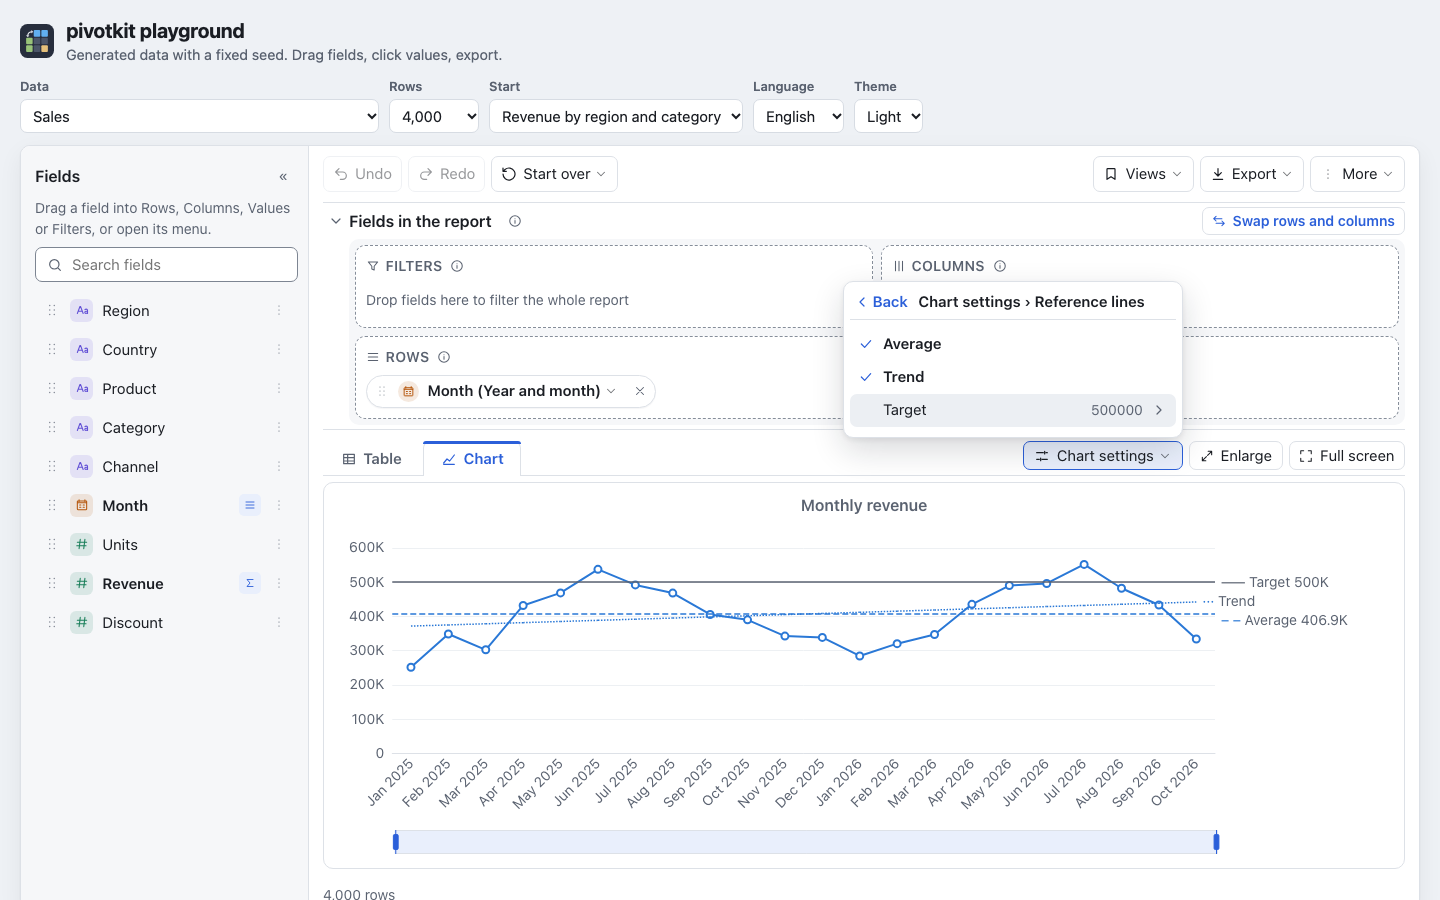 pivotkit playground
Generated data with a fixed seed. Drag fields, click values, export.
Data
Rows
Start
Language
Theme
Sales
4,000
Revenue by region and category
English
Light
Fields
«
Drag a field into Rows, Columns, Values
or Filters, or open its menu.
Search fields
Aa Region
Aa Country
Aa Product
Aa Category
Aa Channel
Month
# Units
# Revenue Σ
# Discount
Undo
Redo
Start over
Views
Export
More
Fields in the report
Swap rows and columns
FILTERS
Drop fields here to filter the whole report
COLUMNS
ROWS
Month (Year and month)
Back
Chart settings › Reference lines
Average
Trend
Target 500000
Table
Chart
Chart settings
Enlarge
Full screen
Monthly revenue
600K
500K
400K
300K
200K
100K
0
Target 500K
Trend
Average 406.9K
Jan 2025
Feb 2025
Mar 2025
Apr 2025
May 2025
Jun 2025
Jul 2025
Aug 2025
Sep 2025
Oct 2025
Nov 2025
Dec 2025
Jan 2026
Feb 2026
Mar 2026
Apr 2026
May 2026
Jun 2026
Jul 2026
Aug 2026
Sep 2026
Oct 2026
4,000 rows